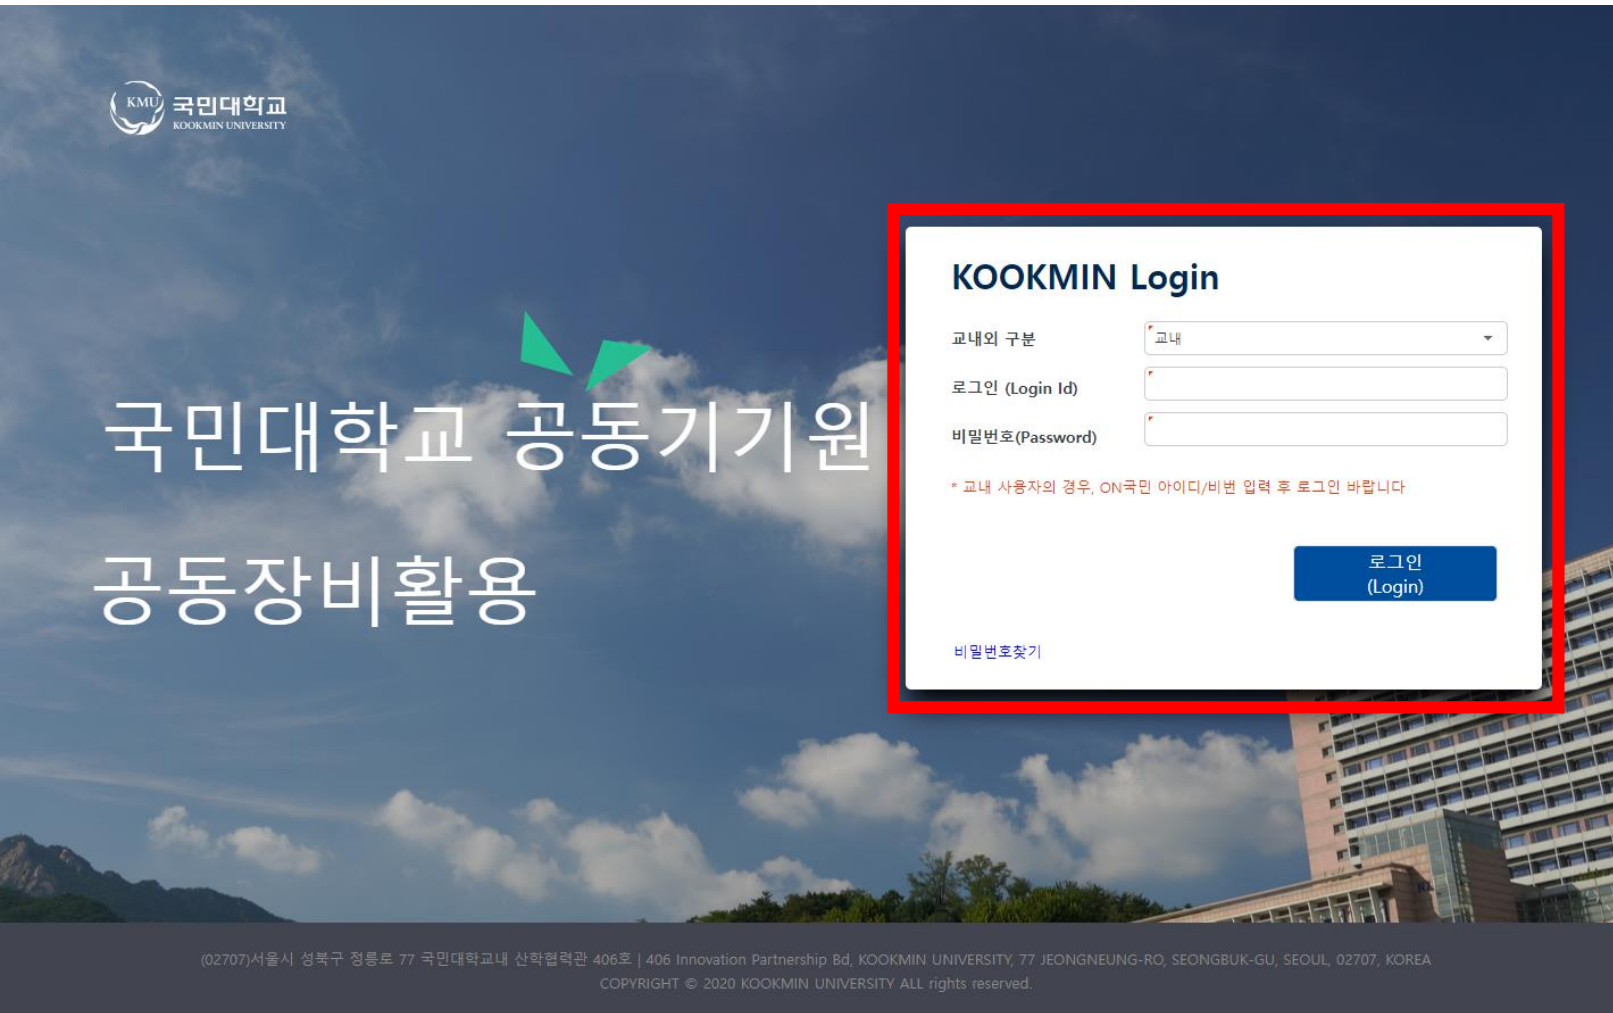 KMU 국민대학교
KOOKMIN UNIVERSITY
국민대학교 공동기기원
공동장비활용
KOOKMIN Login
교내외 구분 교내
로그인 (Login Id)
비밀번호(Password)
* 교내 사용자의 경우, ON국민 아이디/비번 입력 후 로그인 바랍니다
로그인
(Login)
비밀번호찾기
(02707)서울시 성북구 정릉로 77 국민대학교내 산학협력관 406호 | 406 Innovation Partnership Bd, KOOKMIN UNIVERSITY, 77 JEONGNEUNG-RO, SEONGBUK-GU, SEOUL, 02707, KOREA
COPYRIGHT © 2020 KOOKMIN UNIVERSITY ALL rights reserved.